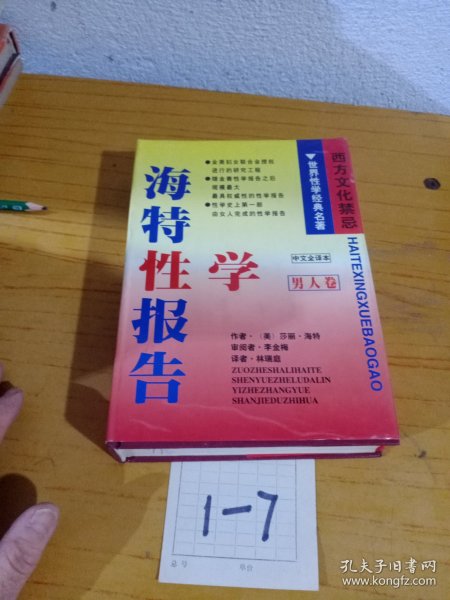 西方文化禁忌
▼世界性学经典名著
●全美妇女联合会授权
进行的研究工程
●继金赛性学报告之后
规模最大
最具权威性的性学报告
●性学史上第一部
由女人完成的性学报告
海特性学报告
中文全译本
男人卷
HAITEXINGXUEBAOGAO
作者·（美）莎丽·海特
审阅者·李金梅
译者·林瑞庭
ZUOZHESHALIHAITE
SHENYUEZHELUDALIN
YIZHEZHANGYUE
SHANJIEDUZHIHUA
1-7
总号
单价
孔夫子旧书网
www.kongfz.com